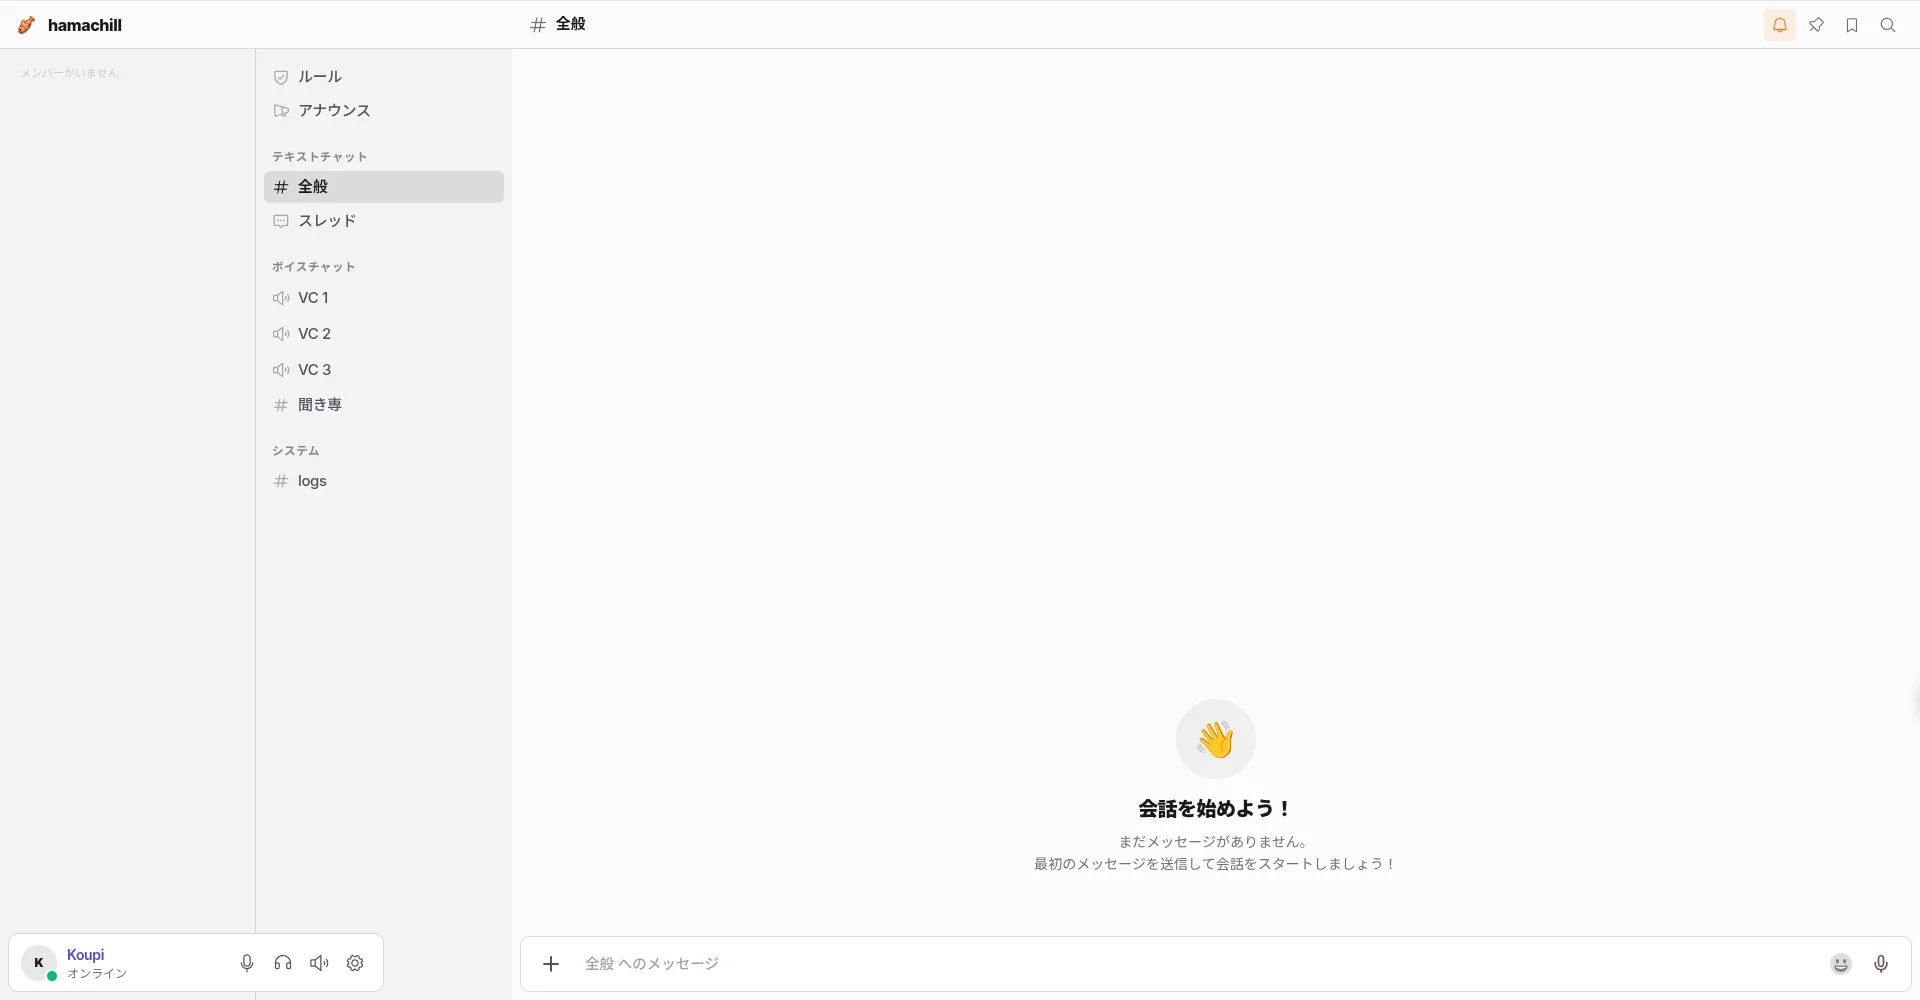 hamachill
全般
メンバーがいません
ルール
アナウンス
テキストチャット
全般
スレッド
ボイスチャット
VC 1
VC 2
VC 3
聞き専
システム
logs
会話を始めよう！
まだメッセージがありません。
最初のメッセージを送信して会話をスタートしましょう！
K
Koupi
オンライン
全般 へのメッセージ